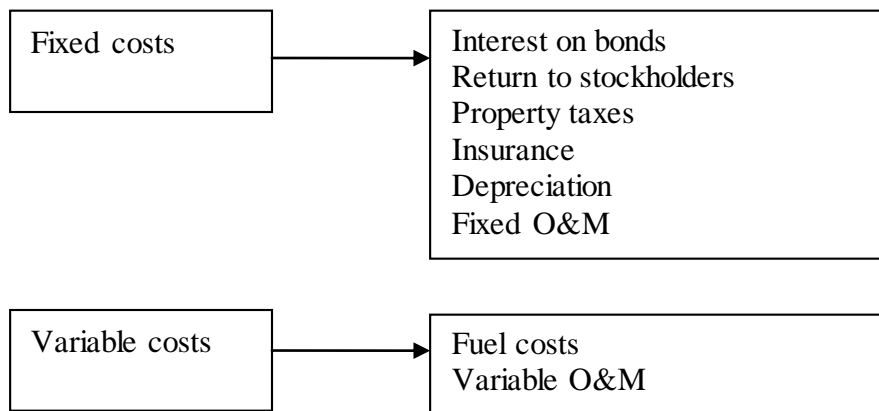 Fixed costs
Interest on bonds
Return to stockholders
Property taxes
Insurance
Depreciation
Fixed O&M
Variable costs
Fuel costs
Variable O&M